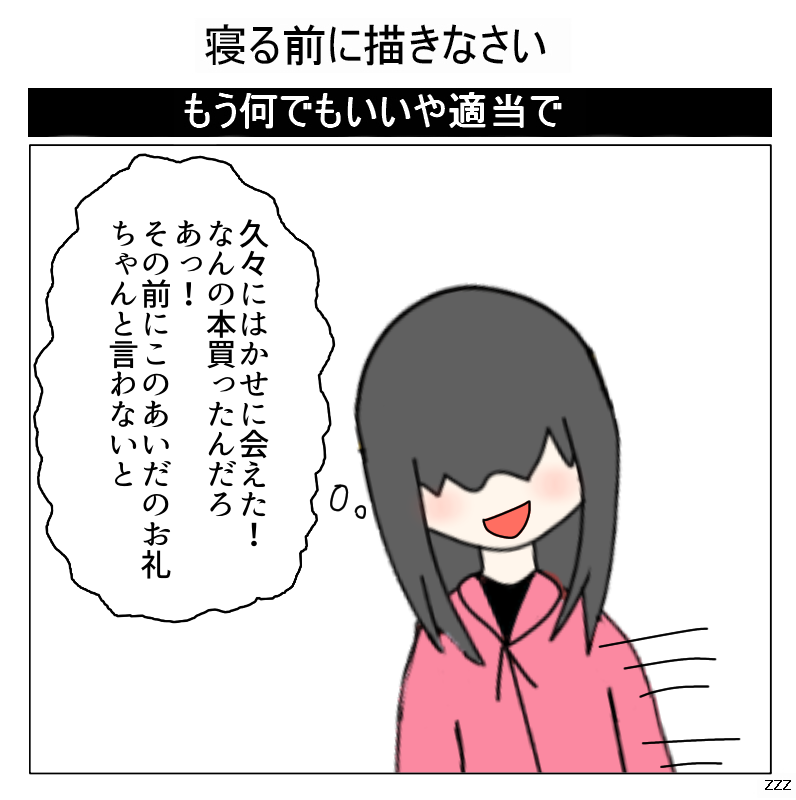 寝る前に描きなさい
もう何でもいいや適当で
久々にはかせに会えた！
なんの本買ったんだろ
あっ！
その前にこのあいだのお礼
ちゃんと言わないと
zzz